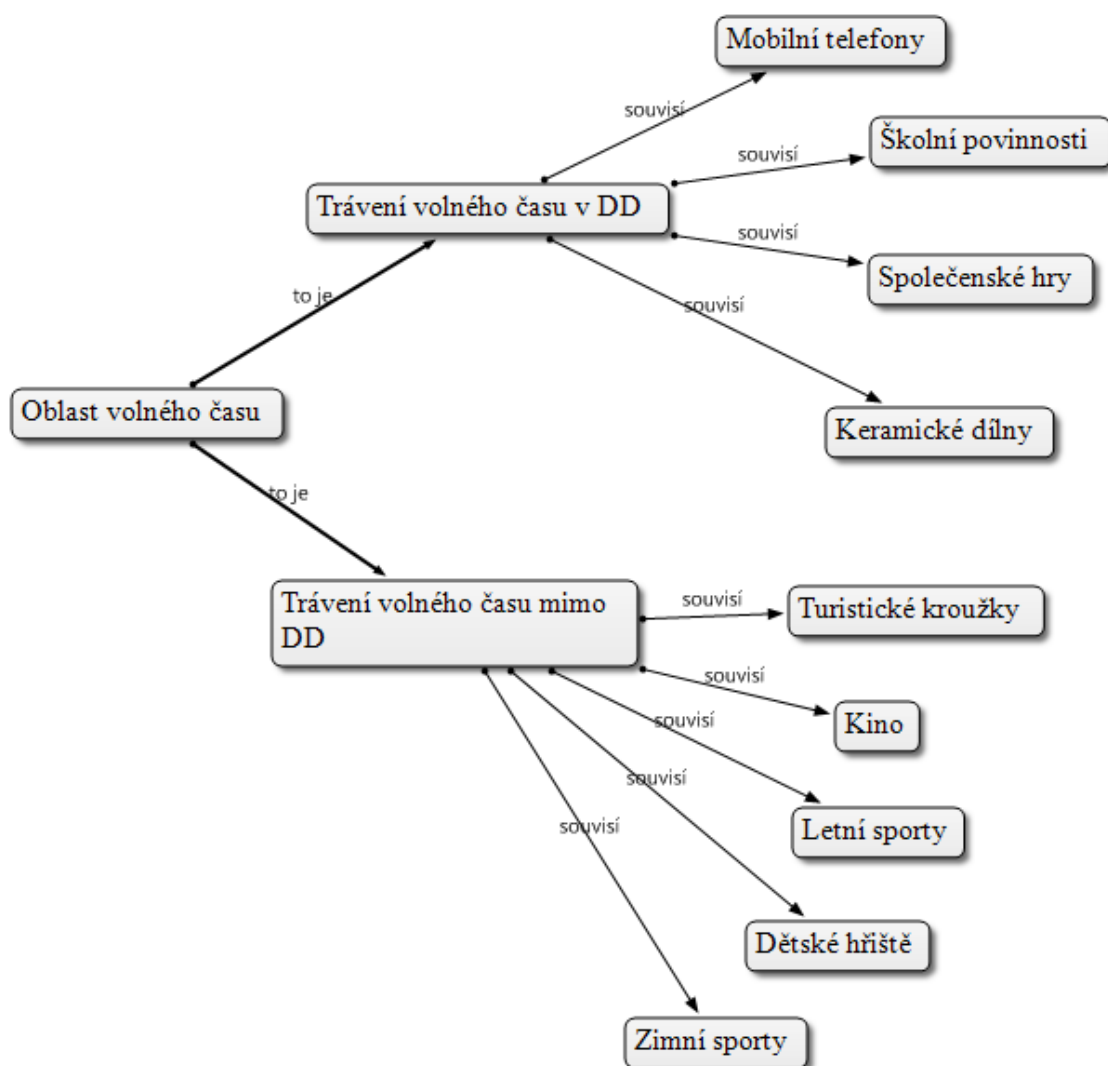 Mobilní telefony
souvisí
Školní povinnosti
souvisí
Trávení volného času v DD
souvisí
Společenské hry
souvisí
to je
Oblast volného času
Keramické dílny
to je
Trávení volného času mimo
DD
souvisí
Turistické kroužky
souvisí
Kino
souvisí
Letní sporty
souvisí
Dětské hřiště
souvisí
Zimní sporty